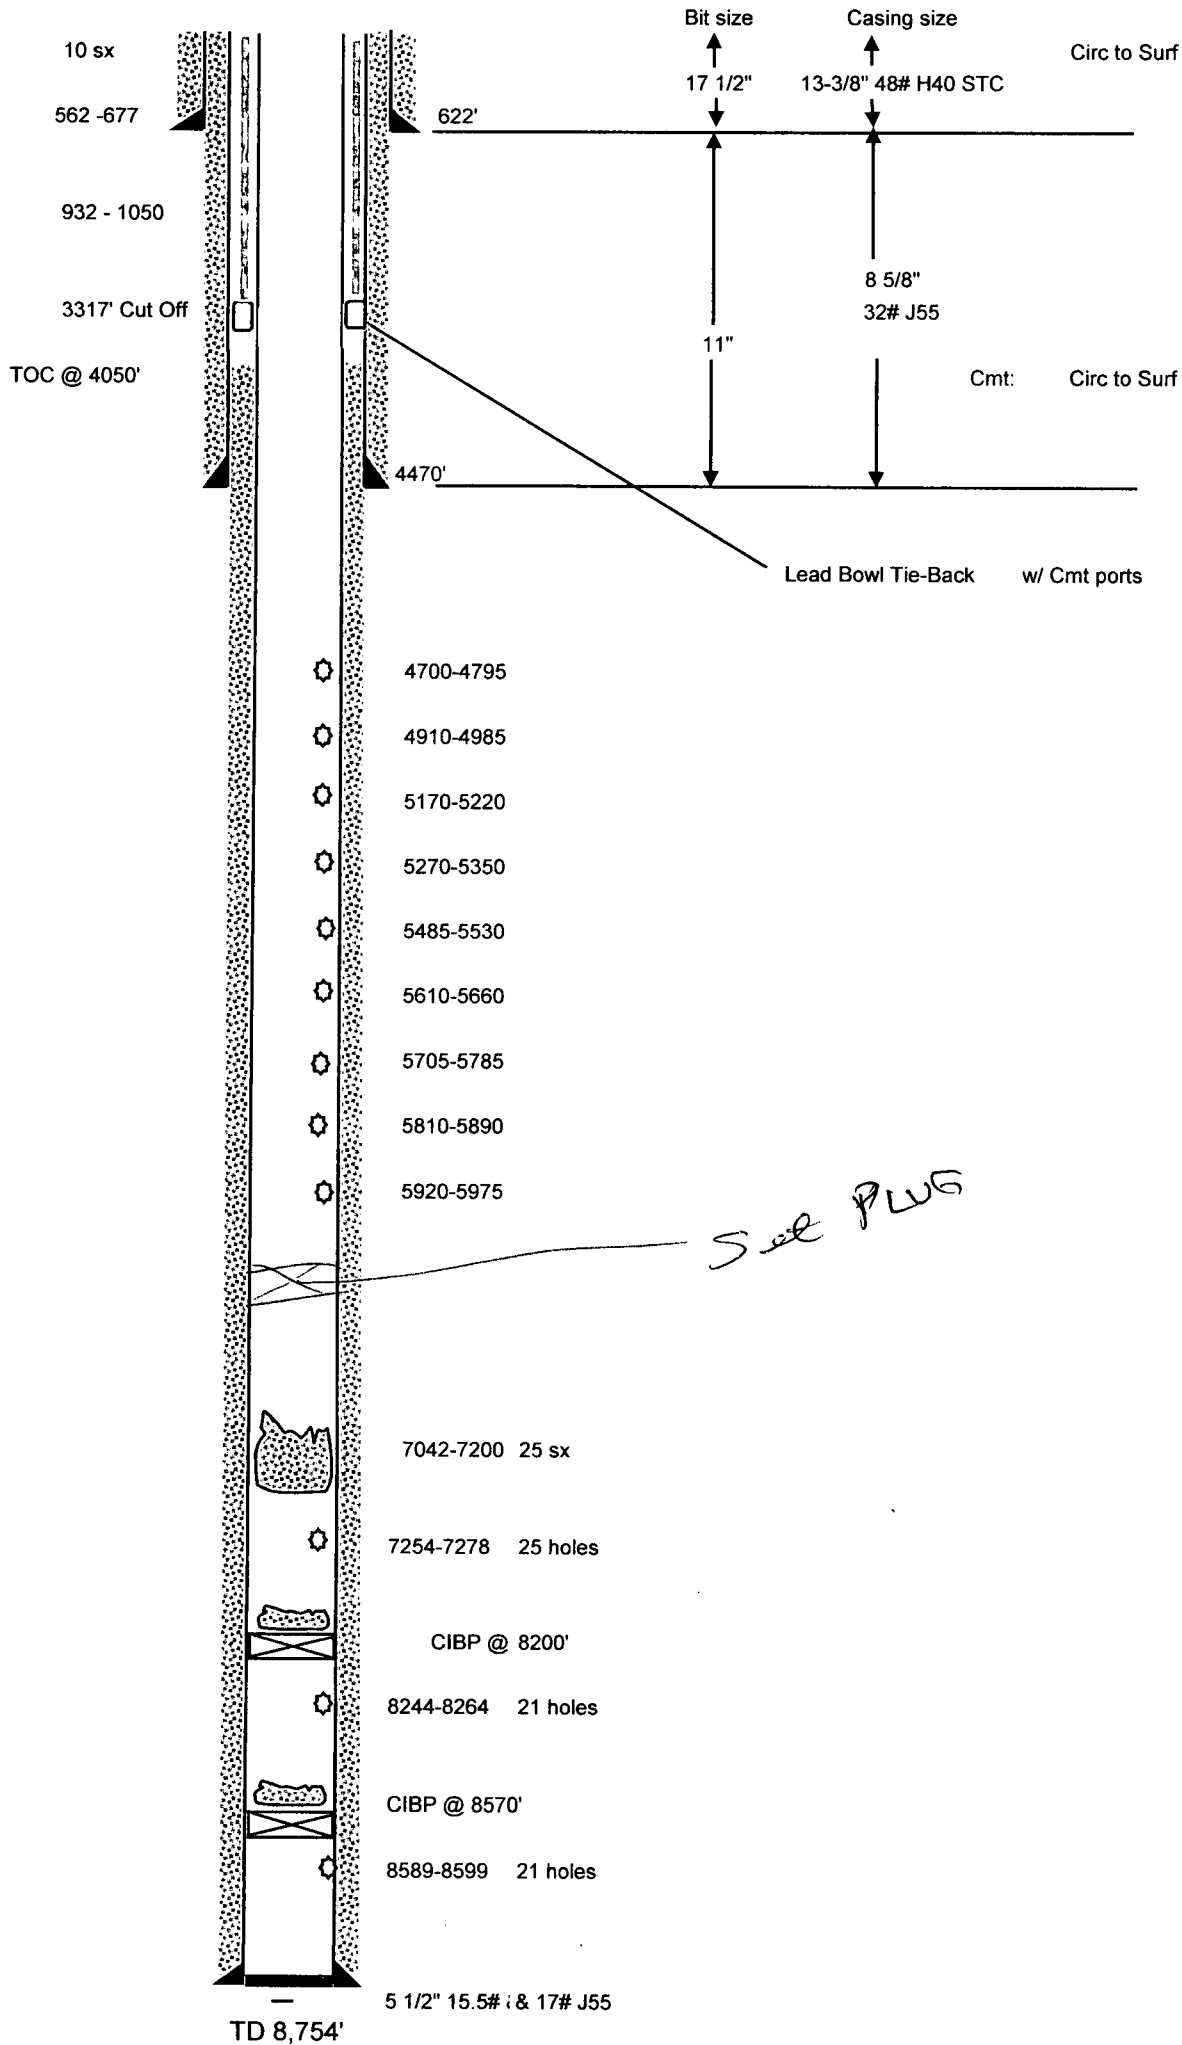 Bit size Casing size
10 sx Circ to Surf
17 1/2" 13-3/8" 48# H40 STC
562 -677 622'
932 - 1050
8 5/8"
3317' Cut Off 32# J55
11"
TOC @ 4050' Cmt: Circ to Surf
4470'
Lead Bowl Tie-Back w/ Cmt ports
4700-4795
4910-4985
5170-5220
5270-5350
5485-5530
5610-5660
5705-5785
5810-5890
5920-5975
Set PLUG
7042-7200 25 sx
7254-7278 25 holes
CIBP @ 8200'
8244-8264 21 holes
CIBP @ 8570'
8589-8599 21 holes
5 1/2" 15.5# & 17# J55
TD 8,754'